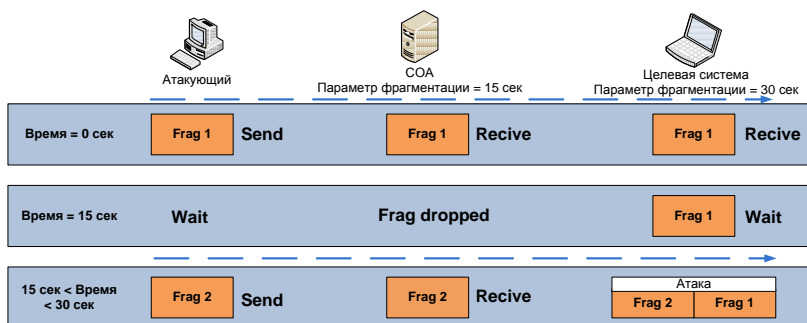 Атакующий
СОА
Параметр фрагментации = 15 сек
Целевая система
Параметр фрагментации = 30 сек
Время = 0 сек
Frag 1
Send
Frag 1
Recive
Frag 1
Recive
Время = 15 сек
Wait
Frag dropped
Frag 1
Wait
15 сек < Время
< 30 сек
Frag 2
Send
Frag 2
Recive
Атака
Frag 2
Frag 1